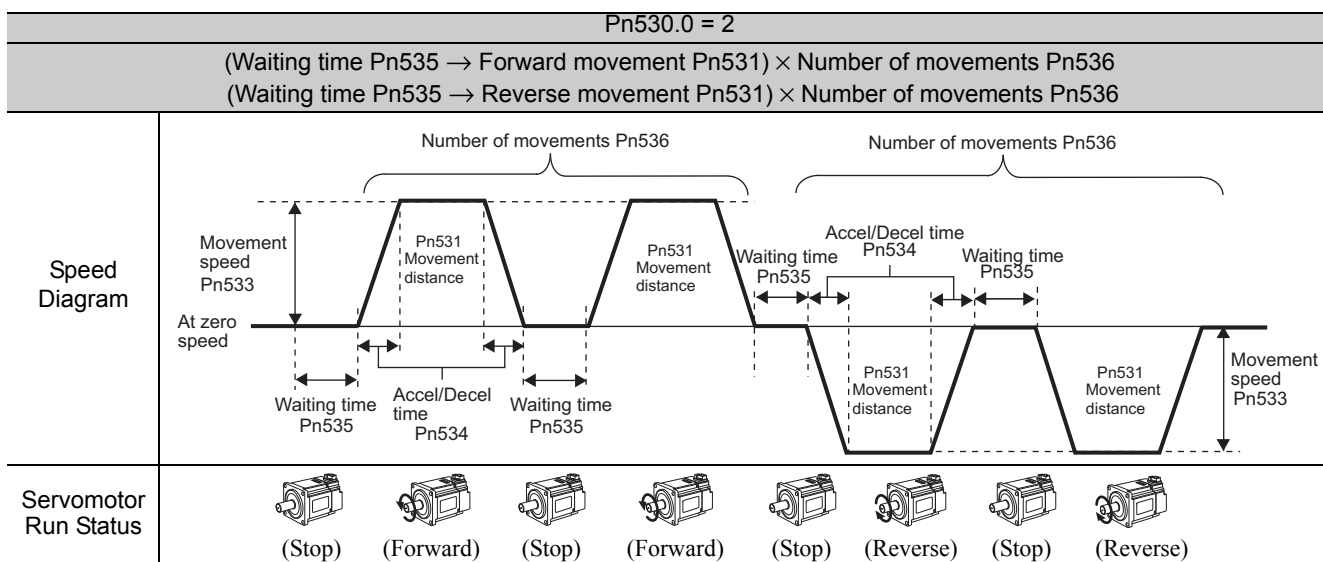 Pn530.0 = 2
(Waiting time Pn535 → Forward movement Pn531) × Number of movements Pn536
(Waiting time Pn535 → Reverse movement Pn531) × Number of movements Pn536
Speed
Diagram
Number of movements Pn536
Number of movements Pn536
Movement
speed
Pn533
Pn531
Movement
distance
Pn531
Movement
distance
Waiting time
Pn535
Accel/Decel time
Pn534
Waiting time
Pn535
At zero
speed
Waiting time
Pn535
Accel/Decel
time
Pn534
Waiting time
Pn535
Pn531
Movement
distance
Pn531
Movement
distance
Movement
speed
Pn533
Servomotor
Run Status
(Stop) (Forward) (Stop) (Forward) (Stop) (Reverse) (Stop) (Reverse)